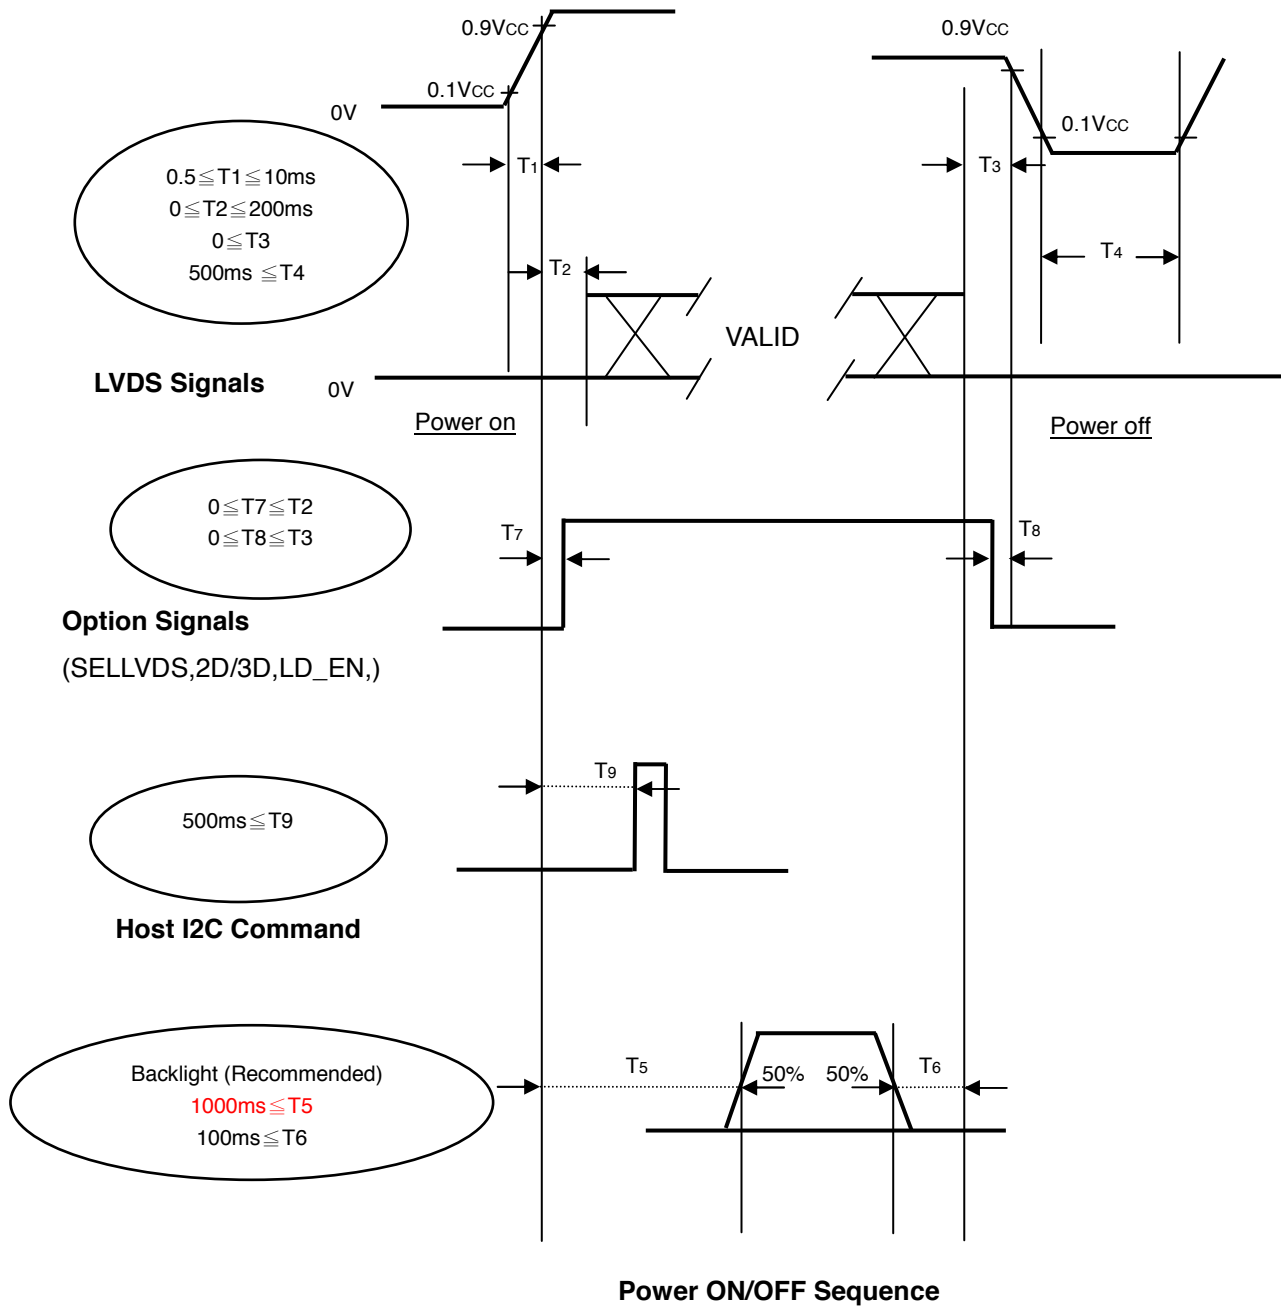 0.9VCC
0.9VCC
0.1VCC
0V
0.1VCC
T1
T3
0.5≦T1≦10ms
0≦T2≦200ms
0≦T3
500ms ≦T4
T2
T4
VALID
LVDS Signals
0V
Power on
Power off
0≦T7≦T2
0≦T8≦T3
T7
T8
Option Signals
(SELLVDS,2D/3D,LD_EN,)
T9
500ms≦T9
Host I2C Command
Backlight (Recommended)
1000ms≦T5
100ms≦T6
T5
50%
50%
T6
Power ON/OFF Sequence